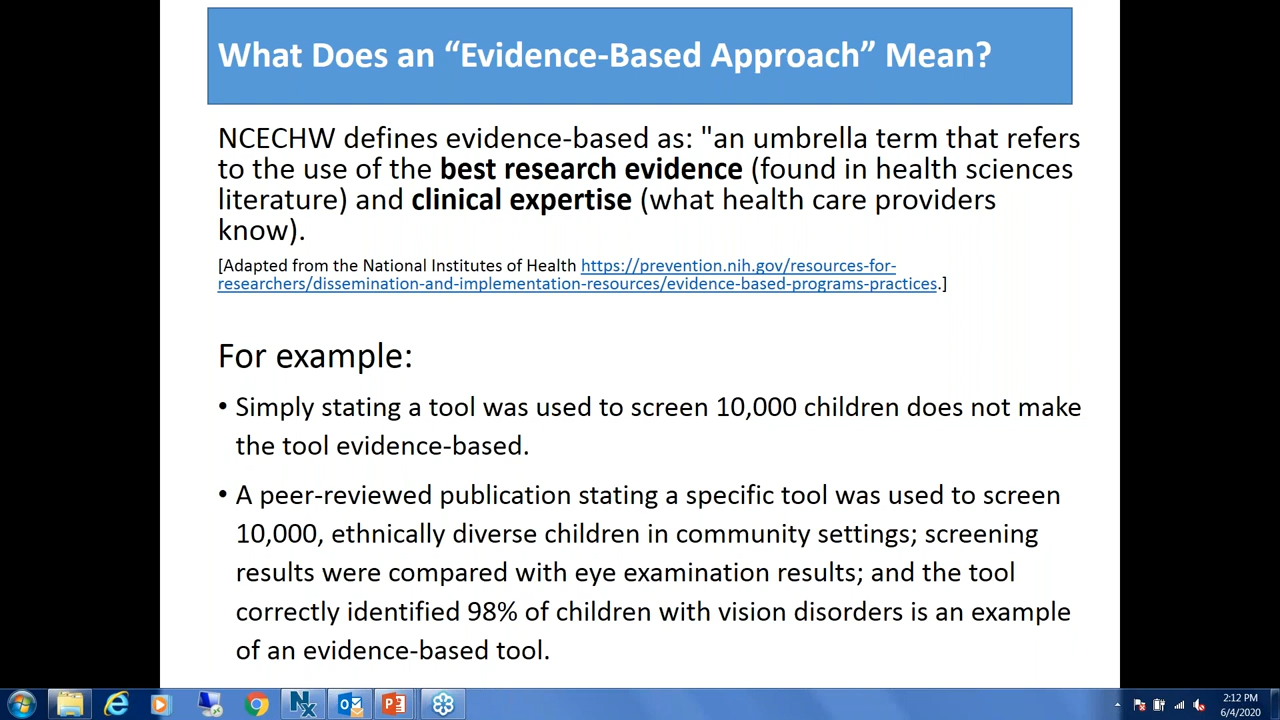 What Does an “Evidence-Based Approach” Mean?
NCECHW defines evidence-based as: "an umbrella term that refers
to the use of the best research evidence (found in health sciences
literature) and clinical expertise (what health care providers
know).
[Adapted from the National Institutes of Health https://prevention.nih.gov/resources-for-
researchers/dissemination-and-implementation-resources/evidence-based-programs-practices.]
For example:
• Simply stating a tool was used to screen 10,000 children does not make
the tool evidence-based.
• A peer-reviewed publication stating a specific tool was used to screen
10,000, ethnically diverse children in community settings; screening
results were compared with eye examination results; and the tool
correctly identified 98% of children with vision disorders is an example
of an evidence-based tool.
2:12 PM
6/4/2020